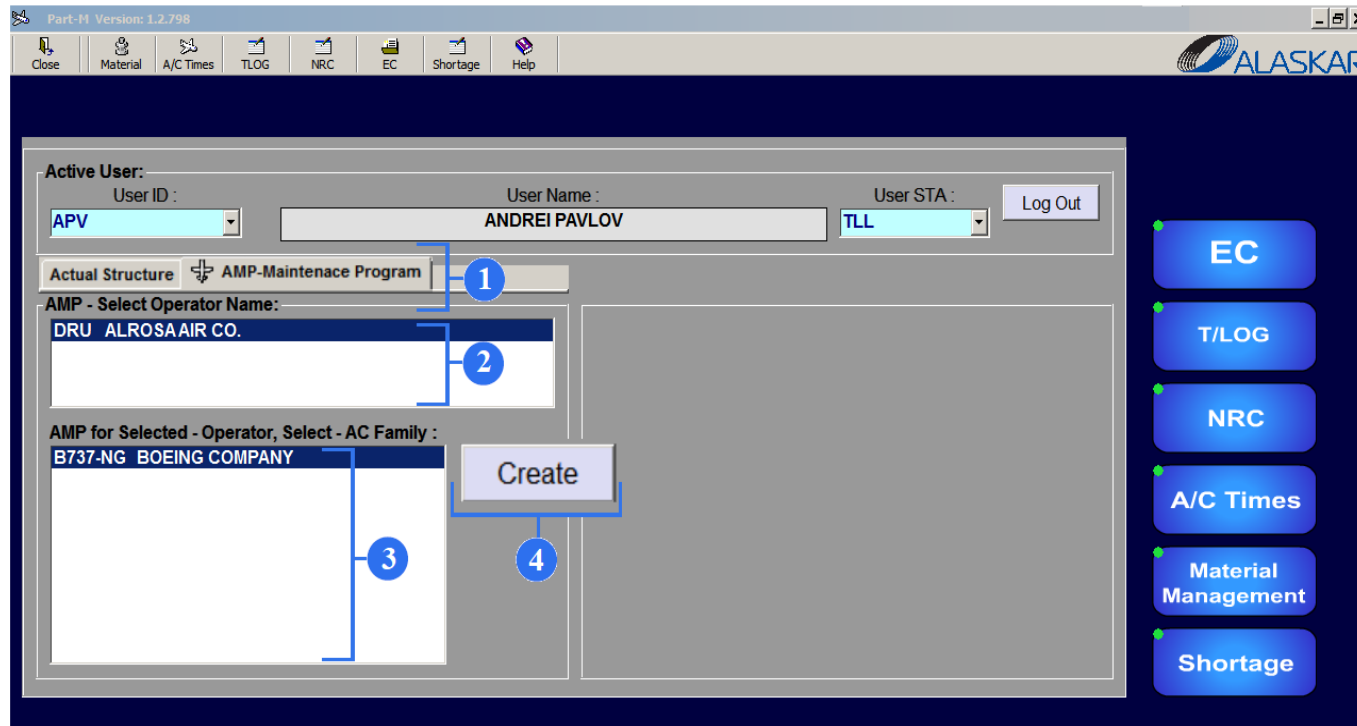 Part-M Version: 1.2.798
Close Material A/C Times TLOG NRC EC Shortage Help
ALASKAR
Active User:
User ID : User Name : User STA :
APV ANDREI PAVLOV TLL Log Out
Actual Structure AMP-Maintenace Program
1
AMP - Select Operator Name:
DRU ALROSA AIR CO.
2
AMP for Selected - Operator, Select - AC Family :
B737-NG BOEING COMPANY
Create
3
4
EC
T/LOG
NRC
A/C Times
Material
Management
Shortage